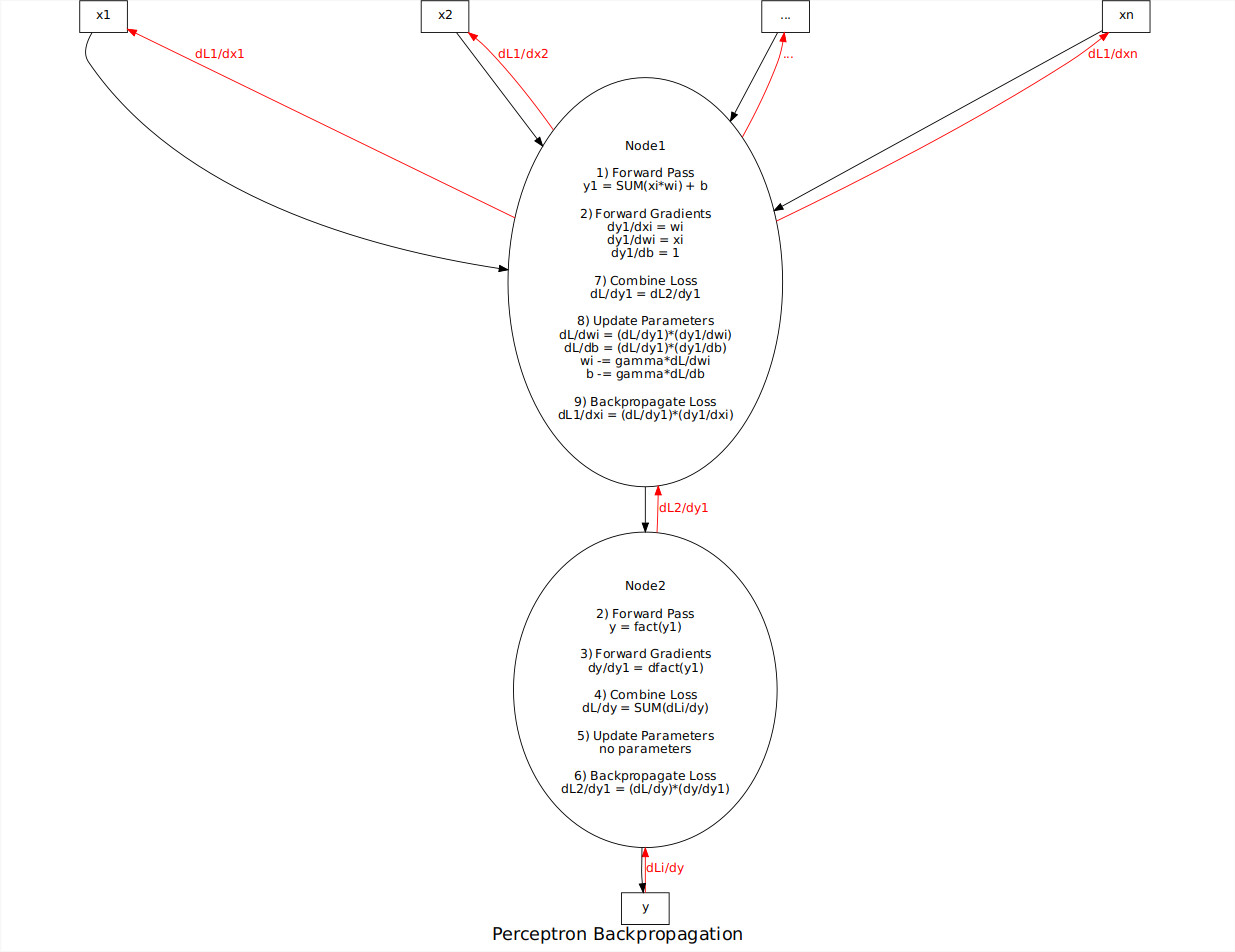 x1
x2
...
xn
dL1/dx1
dL1/dx2
...
dL1/dxn
Node1
1) Forward Pass
y1 = SUM(xi*wi) + b
2) Forward Gradients
dy1/dxi = wi
dy1/dwi = xi
dy1/db = 1
7) Combine Loss
dL/dy1 = dL2/dy1
8) Update Parameters
dL/dwi = (dL/dy1)*(dy1/dwi)
dL/db = (dL/dy1)*(dy1/db)
wi -= gamma*dL/dwi
b -= gamma*dL/db
9) Backpropagate Loss
dL1/dxi = (dL/dy1)*(dy1/dxi)
dL2/dy1
Node2
2) Forward Pass
y = fact(y1)
3) Forward Gradients
dy/dy1 = dfact(y1)
4) Combine Loss
dL/dy = SUM(dLi/dy)
5) Update Parameters
no parameters
6) Backpropagate Loss
dL2/dy1 = (dL/dy)*(dy/dy1)
dLi/dy
y
Perceptron Backpropagation